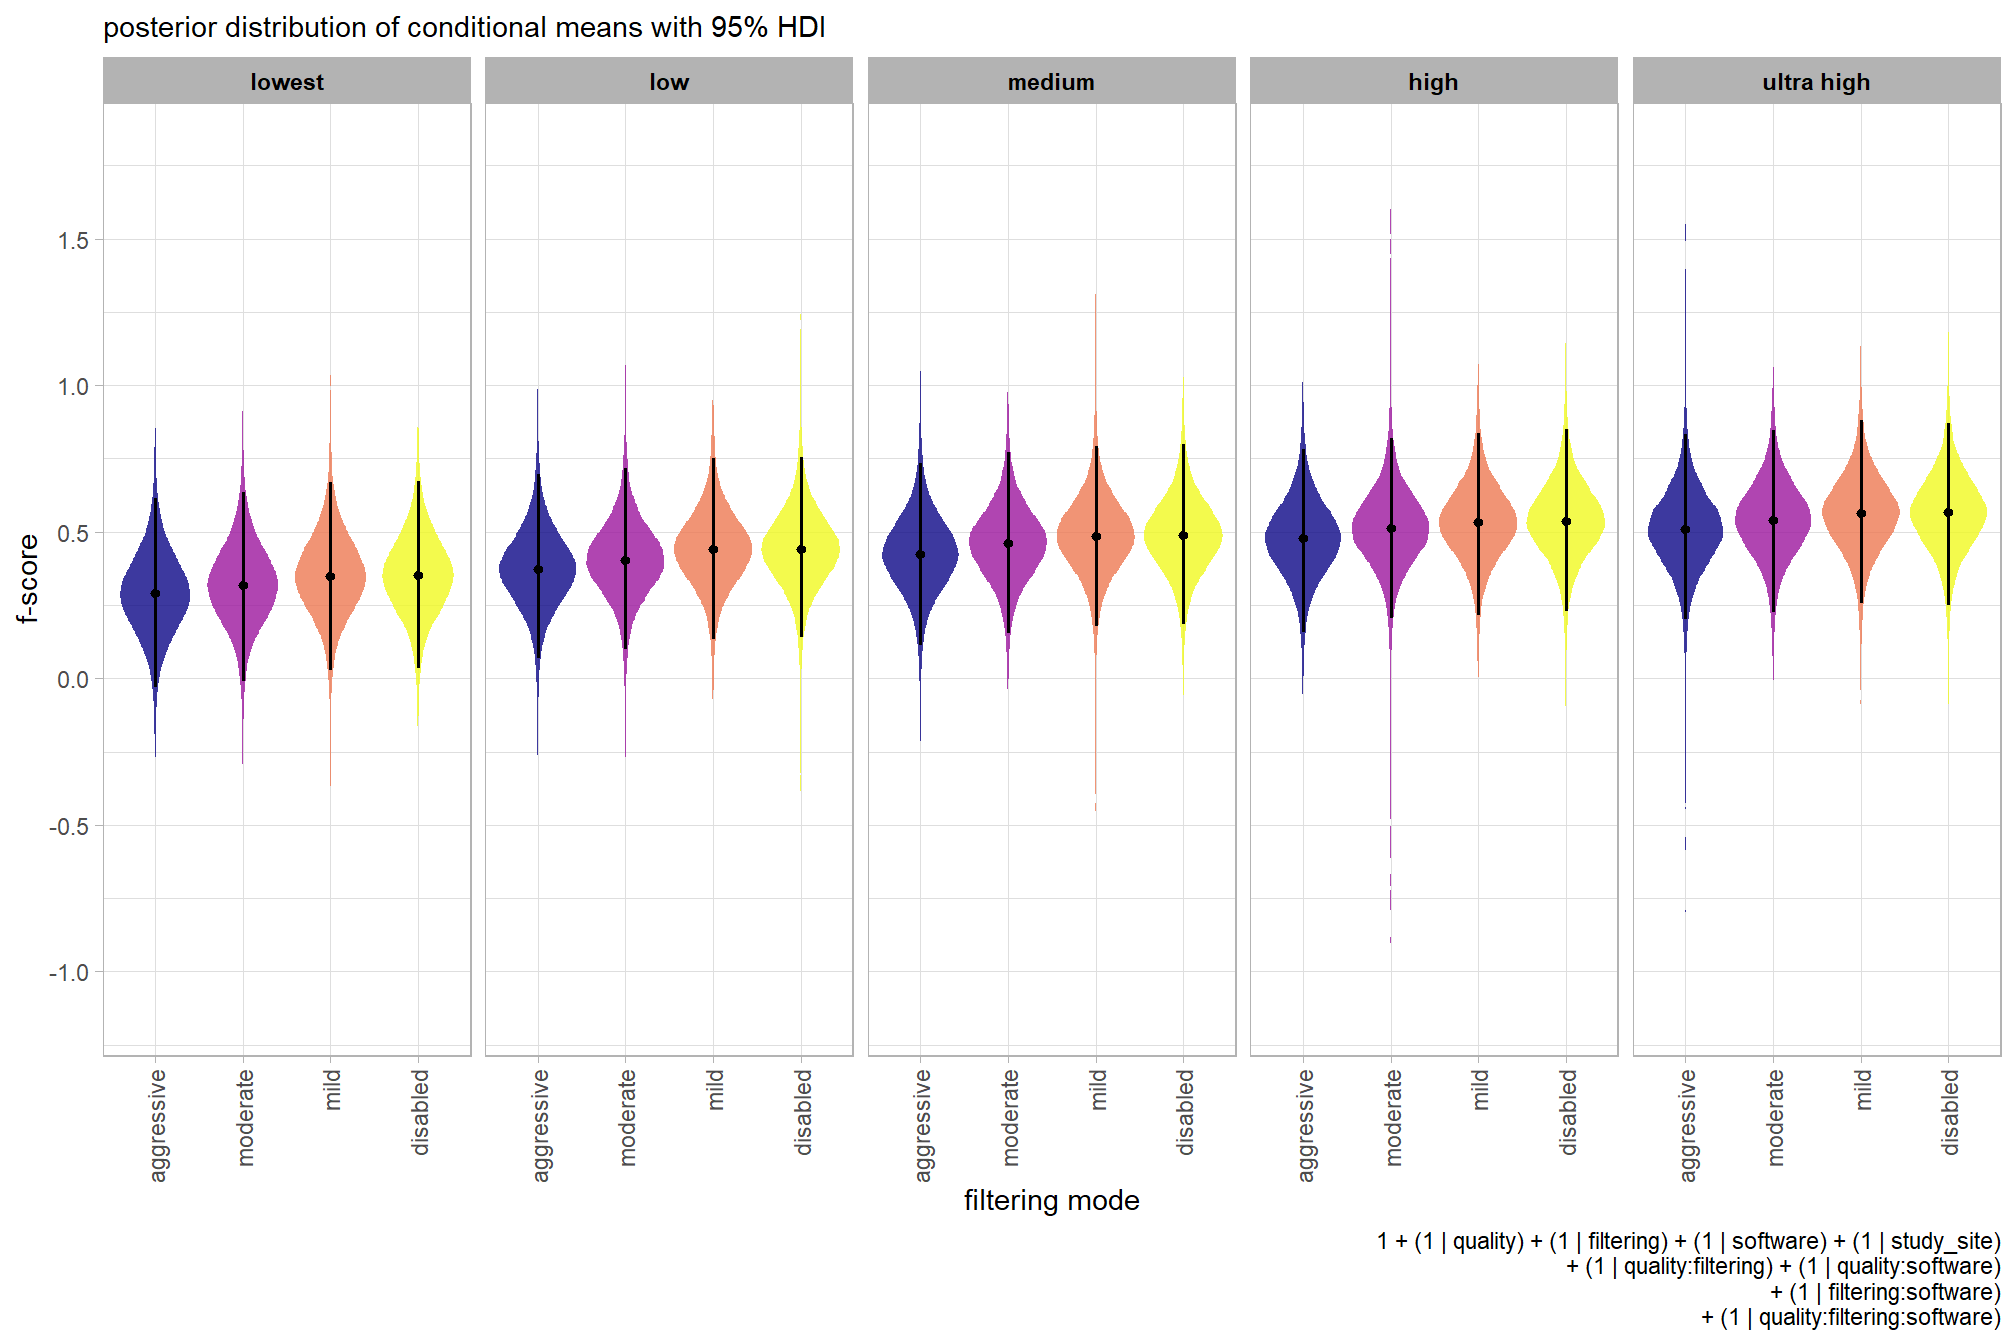 posterior distribution of conditional means with 95% HDI
lowest
low
medium
high
ultra high
f-score
1.5
1.0
0.5
0.0
-0.5
-1.0
aggressive
moderate
mild
disabled
aggressive
moderate
mild
disabled
aggressive
moderate
mild
disabled
aggressive
moderate
mild
disabled
aggressive
moderate
mild
disabled
filtering mode
1 + (1 | quality) + (1 | filtering) + (1 | software) + (1 | study_site)
+ (1 | quality:filtering) + (1 | quality:software)
+ (1 | filtering:software)
+ (1 | quality:filtering:software)